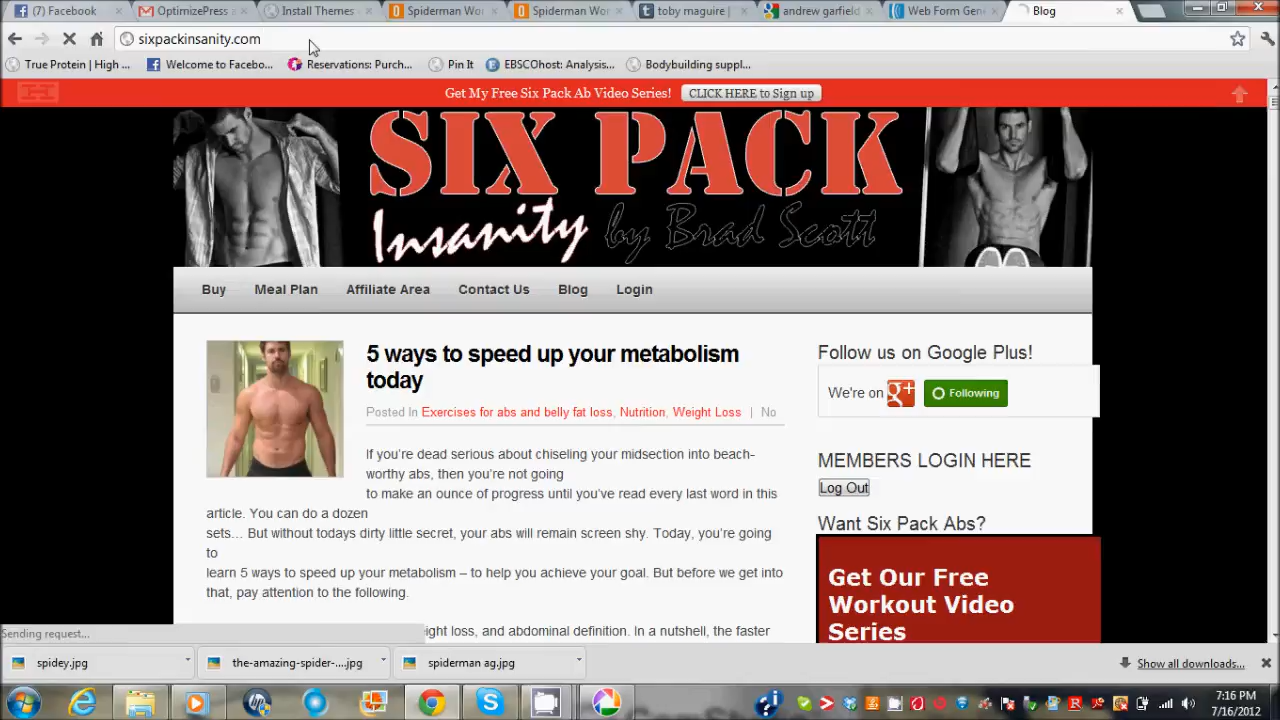 (7) Facebook
OptimizePress a
Install Themes
Spiderman Wo
Spiderman Wor
toby maguire |
andrew garfield
Web Form Gene
Blog
sixpackinsanity.com
True Protein | High ...
Welcome to Facebo...
Reservations: Purch...
Pin It
EBSCOhost: Analysis...
Bodybuilding suppl...
Get My Free Six Pack Ab Video Series!
CLICK HERE to Sign up
SIX PACK
Insanity by Brad Scott
Buy
Meal Plan
Affiliate Area
Contact Us
Blog
Login
5 ways to speed up your metabolism
today
Posted In Exercises for abs and belly fat loss, Nutrition, Weight Loss | No
If you're dead serious about chiseling your midsection into beach-
worthy abs, then you're not going
to make an ounce of progress until you've read every last word in this
article. You can do a dozen
sets... But without todays dirty little secret, your abs will remain screen shy. Today, you're going
to
learn 5 ways to speed up your metabolism – to help you achieve your goal. But before we get into
that, pay attention to the following.
ght loss, and abdominal definition. In a nutshell, the faster
Follow us on Google Plus!
We're on g+ Following
MEMBERS LOGIN HERE
Log Out
Want Six Pack Abs?
Get Our Free
Workout Video
Series
Sending request...
spidey.jpg
the-amazing-spider-....jpg
spiderman ag.jpg
Show all downloads...
7:16 PM
7/16/2012